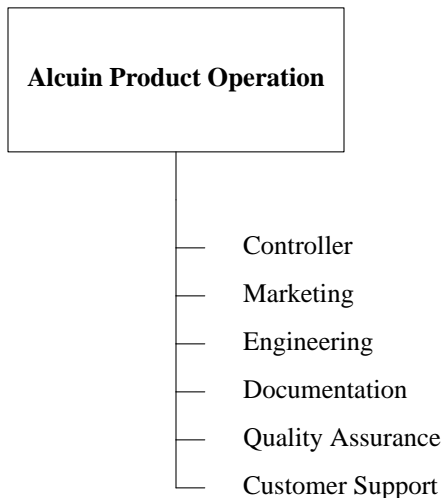 Alcuin Product Operation
Controller
Marketing
Engineering
Documentation
Quality Assurance
Customer Support